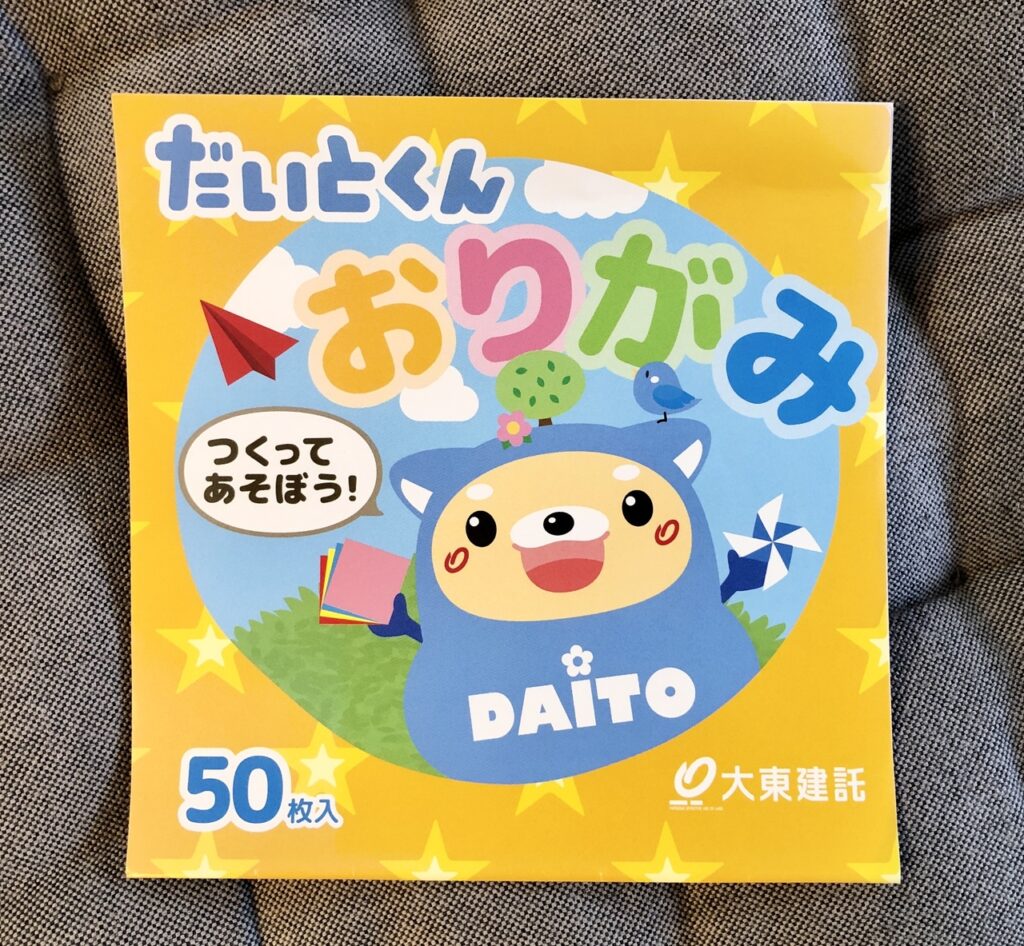 だいとくん
おりがみ
つくって
あそぼう!
DAÏTO
50枚入
大東建託